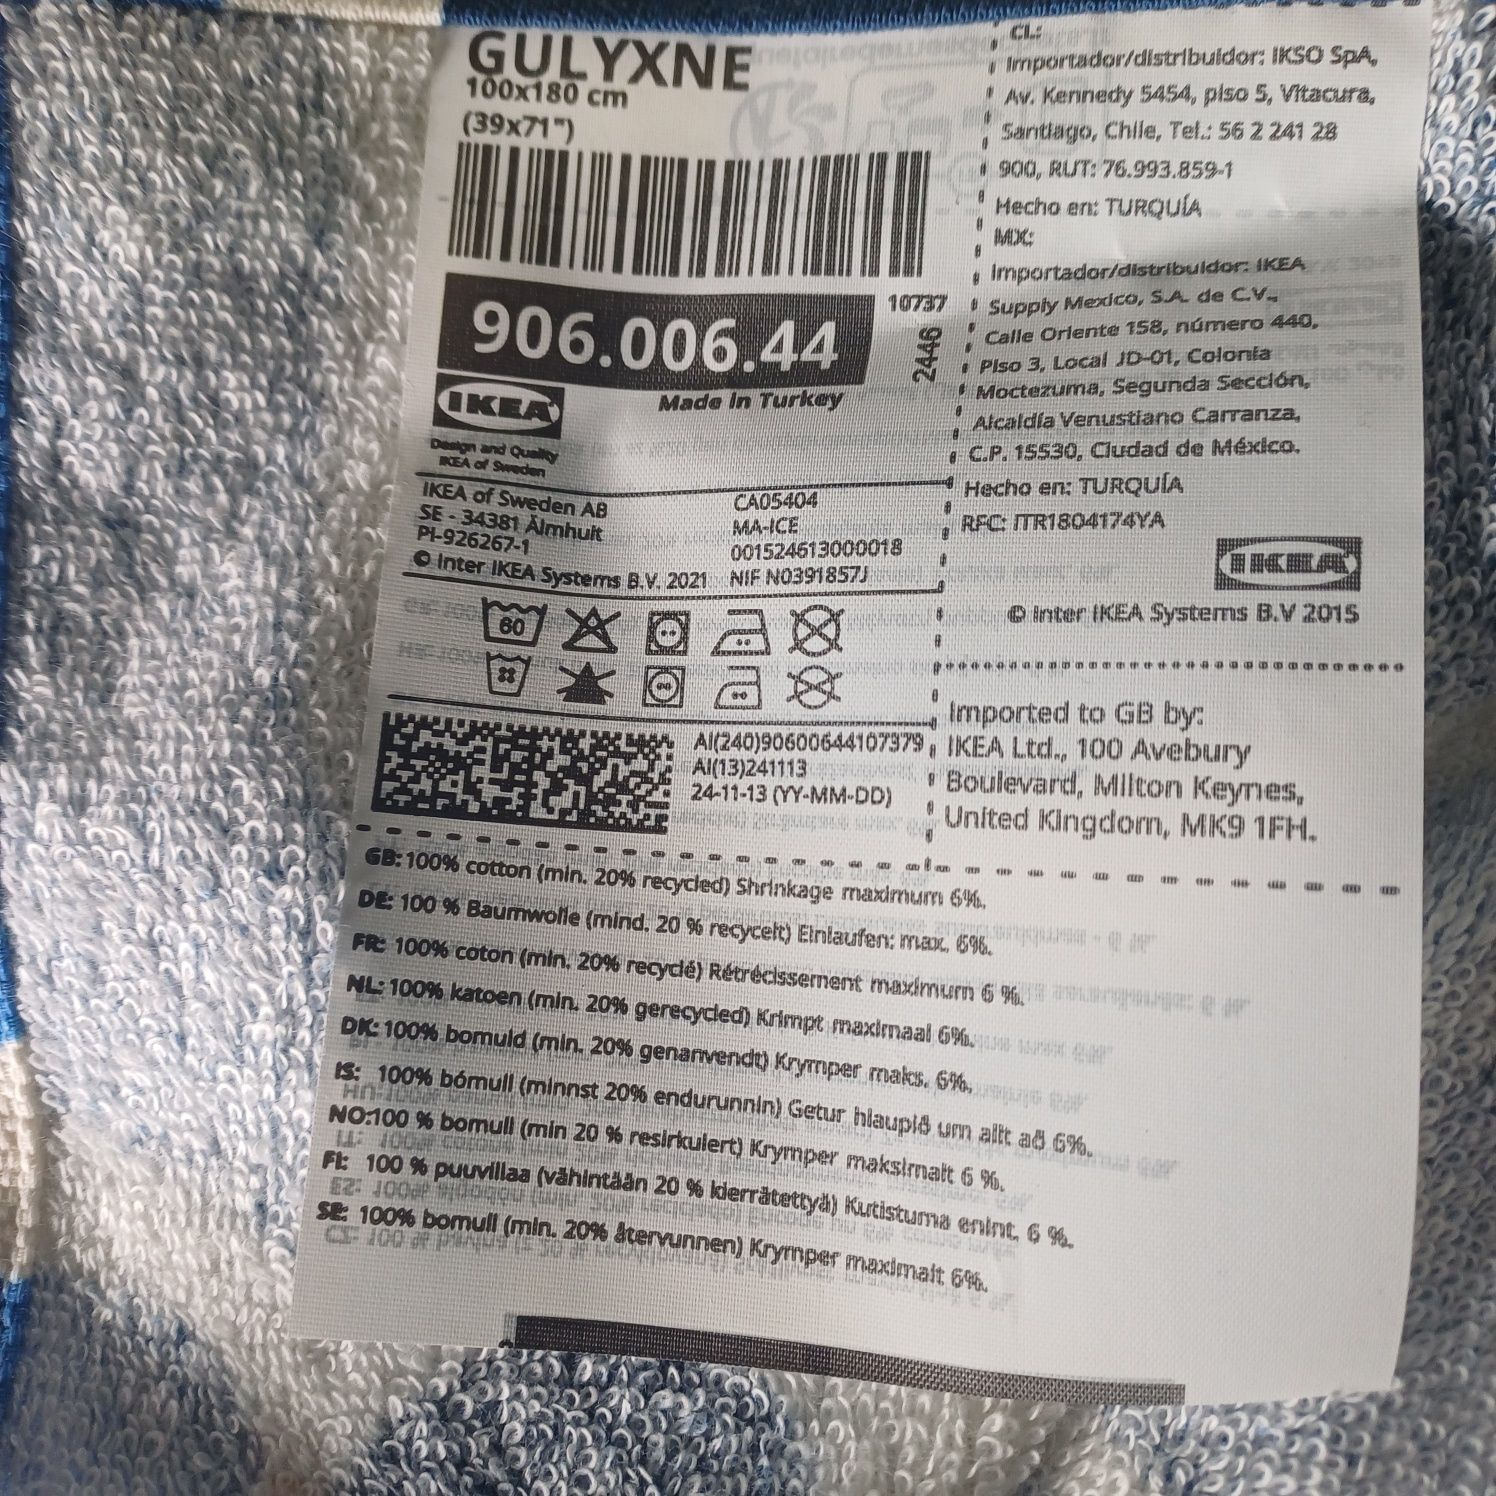 GULYXNE
100x180 cm
(39x71")
906.006.44
10737
2446
IKEA
Design and Quality
IKEA of Sweden
Made in Turkey
IKEA of Sweden AB
SE - 34381 Älmhult
PI-926267-1
© Inter IKEA Systems B.V. 2021
CA05404
MA-ICE
001524613000018
NIF N0391857J
60
AI(240)90600644107379
AI(13)241113
24-11-13 (YY-MM-DD)
CL:
Importador/distribuidor: IKSO SpA,
Av. Kennedy 5454, piso 5, Vitacura,
Santiago, Chile, Tel.: 56 2 241 28
900, RUT: 76.993.859-1
Hecho en: TURQUÍA
MX:
Importador/distribuidor: IKEA
Supply Mexico, S.A. de C.V.,
Calle Oriente 158, número 440,
Piso 3, Local JD-01, Colonia
Moctezuma, Segunda Sección,
Alcaldía Venustiano Carranza,
C.P. 15530, Ciudad de México.
Hecho en: TURQUÍA
RFC: ITR1804174YA
IKEA
© Inter IKEA Systems B.V 2015
Imported to GB by:
IKEA Ltd., 100 Avebury
Boulevard, Milton Keynes,
United Kingdom, MK9 1FH.
GB: 100% cotton (min. 20% recycled) Shrinkage maximum 6%.
DE: 100 % Baumwolle (mind. 20 % recycelt) Einlaufen: max. 6%.
FR: 100% coton (min. 20% recyclé) Rétrécissement maximum 6 %.
NL: 100% katoen (min. 20% gerecycled) Krimpt maximaal 6%.
DK: 100% bomuld (min. 20% genanvendt) Krymper maks. 6%.
IS: 100% bómull (minnst 20% endurunnin) Getur hlaupið um allt að 6%.
NO:100 % bomull (min 20 % resirkulert) Krymper maksimalt 6 %.
FI: 100 % puuvillaa (vähintään 20 % kierrätettyä) Kutistuma enint. 6 %.
SE: 100% bomull (min. 20% återvunnen) Krymper maximalt 6%.